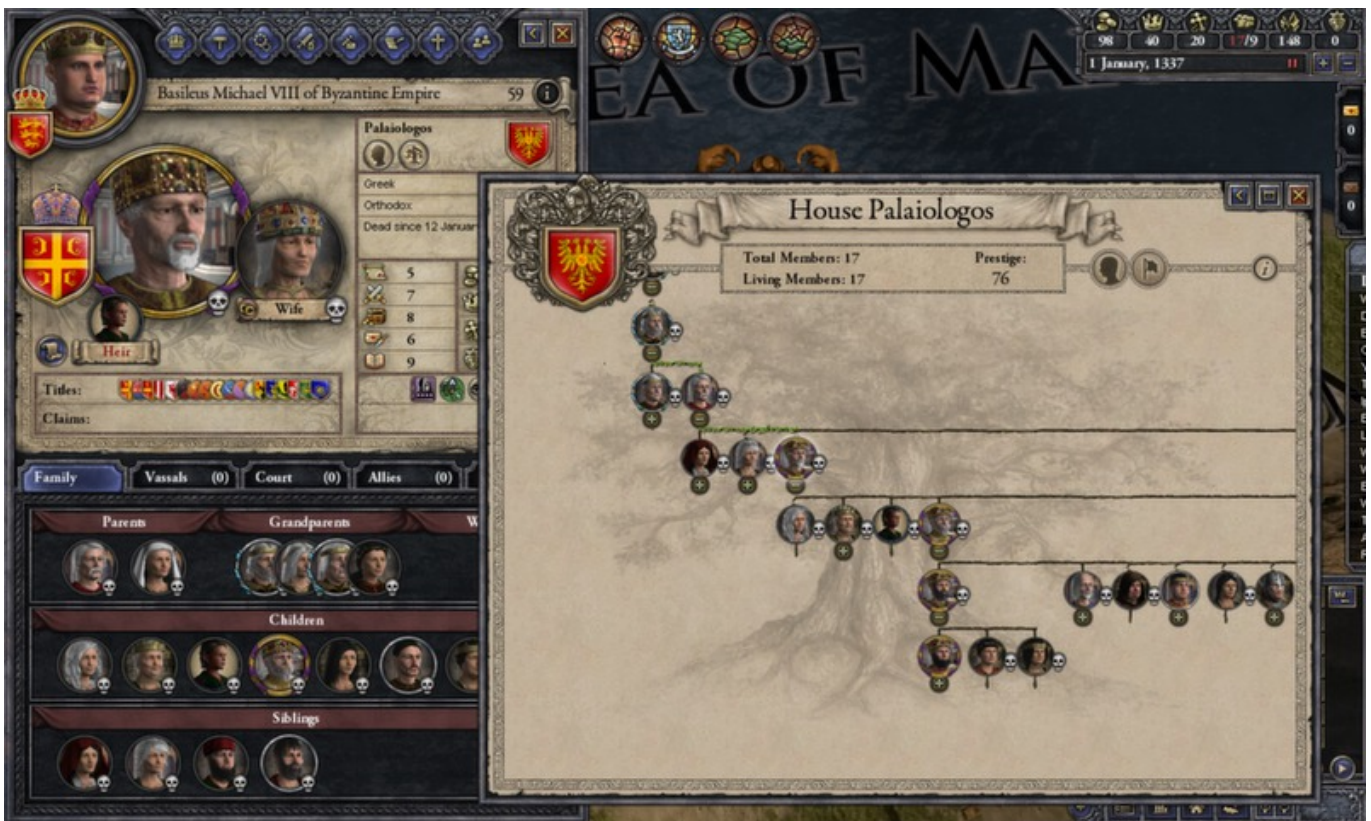 98 40 20 17/9 148 0
1 January, 1337
EA OF MA
Basileus Michael VIII of Byzantine Empire 59
Palaiologos
Greek
Orthodox
Dead since 12 Januar
5
7
8
6
9
Wife
Heir
Titles:
Claims:
0
0
House Palaiologos
Total Members: 17
Living Members: 17
Prestige:
76
Family Vassals (0) Court (0) Allies (0)
Parents Grandparents W
Children
Siblings